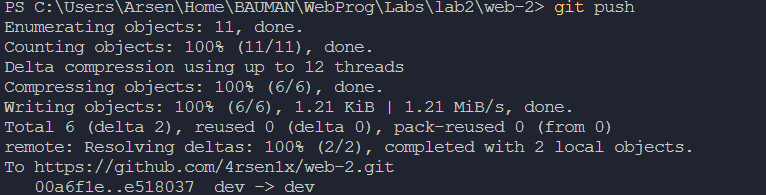 PS C:\Users\Arsen\Home\BAUMAN\WebProg\Labs\lab2\web-2> git push
Enumerating objects: 11, done.
Counting objects: 100% (11/11), done.
Delta compression using up to 12 threads
Compressing objects: 100% (6/6), done.
Writing objects: 100% (6/6), 1.21 KiB | 1.21 MiB/s, done.
Total 6 (delta 2), reused 0 (delta 0), pack-reused 0 (from 0)
remote: Resolving deltas: 100% (2/2), completed with 2 local objects.
To https://github.com/4rsen1x/web-2.git
   00a6f1e..e518037  dev -> dev